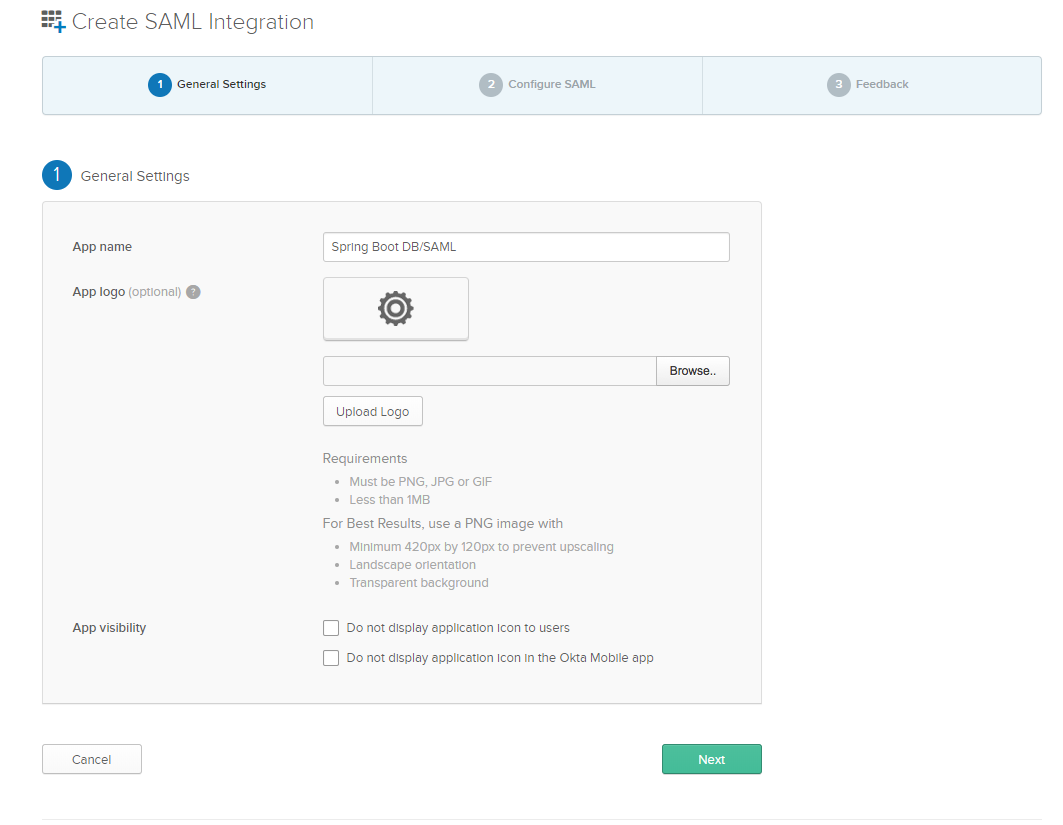 Create SAML Integration
1 General Settings
2 Configure SAML
3 Feedback
1 General Settings
App name
Spring Boot DB/SAML
App logo (optional) ?
Browse..
Upload Logo
Requirements
Must be PNG, JPG or GIF
Less than 1MB
For Best Results, use a PNG image with
Minimum 420px by 120px to prevent upscaling
Landscape orientation
Transparent background
App visibility
Do not display application icon to users
Do not display application icon in the Okta Mobile app
Cancel
Next